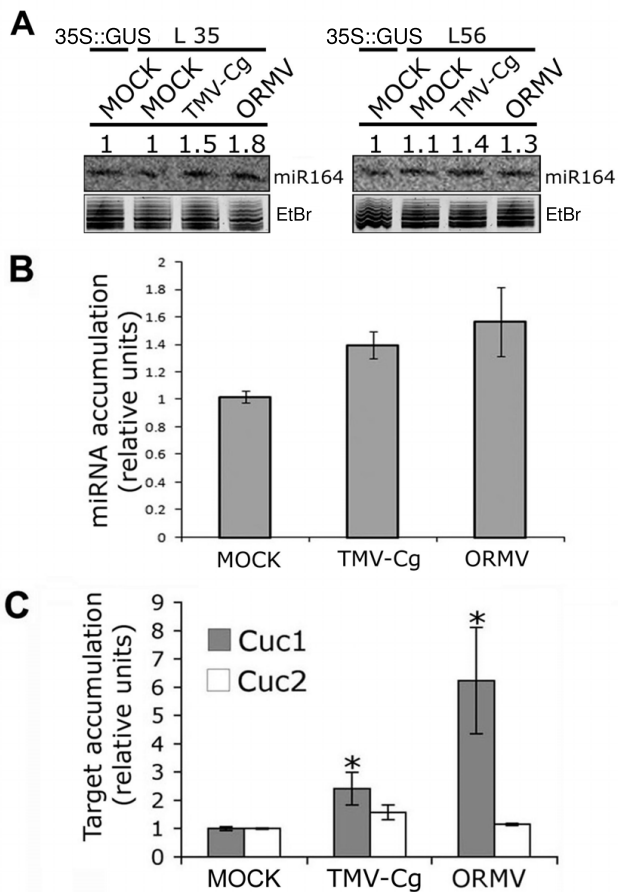 A
35S::GUS L 35 35S::GUS L56
MOCK MOCK TMV-Cg ORMV MOCK MOCK TMV-Cg ORMV
1 1 1.5 1.8 1 1.1 1.4 1.3
miR164 miR164
EtBr EtBr
B
miRNA accumulation
(relative units)
2
1.8
1.6
1.4
1.2
1
0.8
0.6
0.4
0.2
0
MOCK TMV-Cg ORMV
C
Target accumulation
(relative units)
9
8
7
6
5
4
3
2
1
0
Cuc1
Cuc2
*
*
MOCK TMV-Cg ORMV